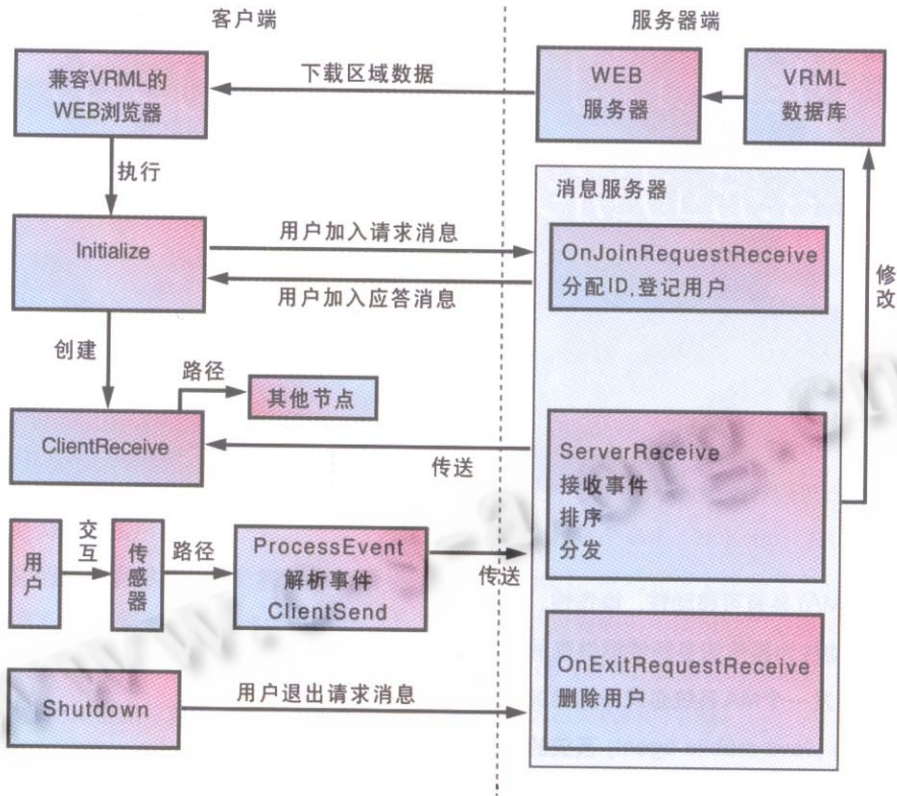 客户端
服务器端
兼容VRML的
WEB浏览器
下载区域数据
WEB
服务器
VRML
数据库
执行
消息服务器
Initialize
用户加入请求消息
用户加入应答消息
OnJoinRequestReceive
分配ID,登记用户
修改
创建
路径
其他节点
ClientReceive
传送
ServerReceive
接收事件
排序
分发
用户
交互
传感器
路径
ProcessEvent
解析事件
ClientSend
传送
Shutdown
用户退出请求消息
OnExitRequestReceive
删除用户
www.c-s-a.org.cn